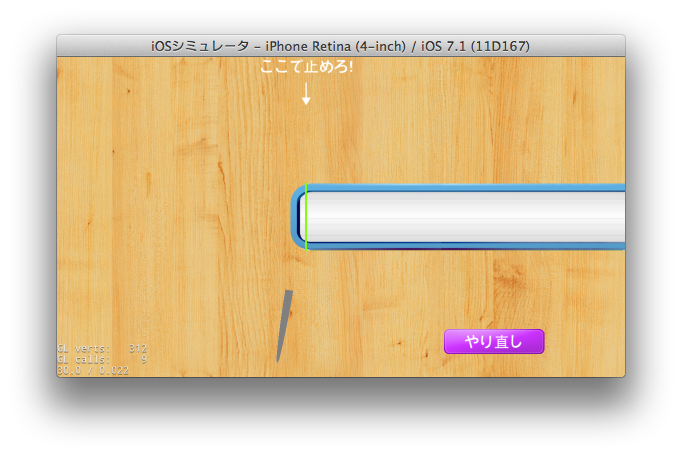 iOSシミュレータ - iPhone Retina (4-inch) / iOS 7.1 (11D167)
ここで止めろ!
↓
やり直し
GL verts: 312
GL calls: 9
30.0 / 0.022